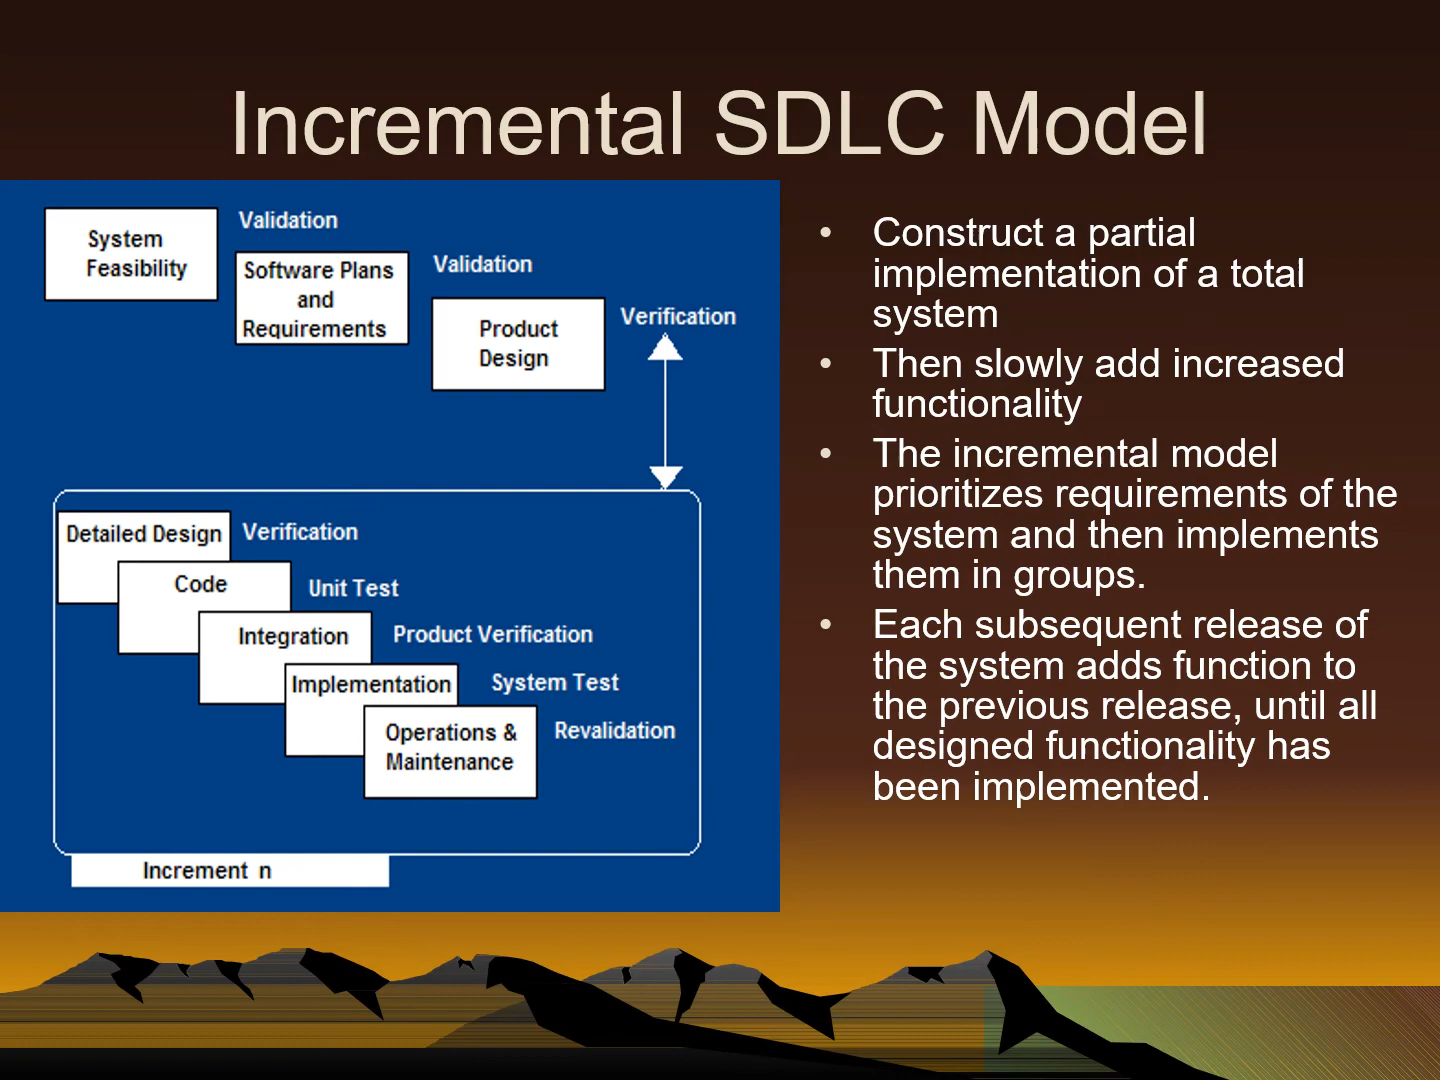 Incremental SDLC Model
System
Feasibility
Validation
Software Plans
and
Requirements
Validation
Product
Design
Verification
Detailed Design
Verification
Code
Unit Test
Integration
Product Verification
Implementation
System Test
Operations &
Maintenance
Revalidation
Increment n
• Construct a partial
implementation of a total
system
• Then slowly add increased
functionality
• The incremental model
prioritizes requirements of the
system and then implements
them in groups.
• Each subsequent release of
the system adds function to
the previous release, until all
designed functionality has
been implemented.